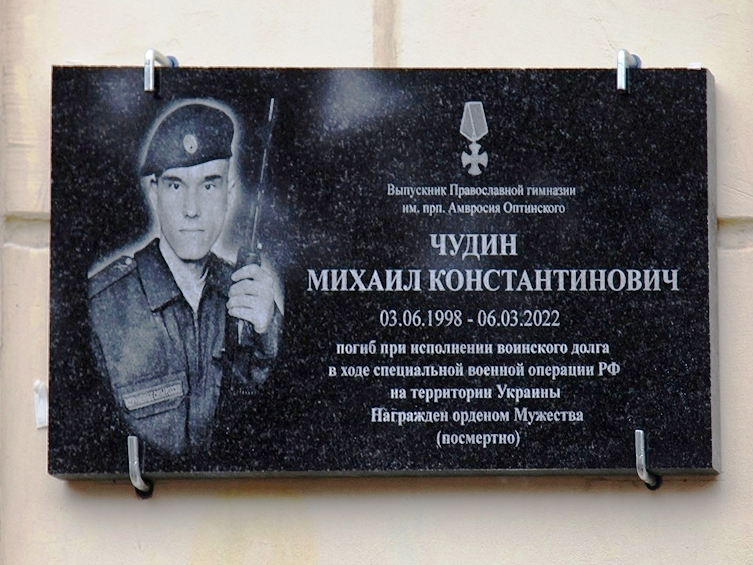 Выпускник Православной гимназии
им. прп. Амвросия Оптинского
ЧУДИН
МИХАИЛ КОНСТАНТИНОВИЧ
03.06.1998 - 06.03.2022
погиб при исполнении воинского долга
в ходе специальной военной операции РФ
на территории Украины
Награжден орденом Мужества
(посмертно)